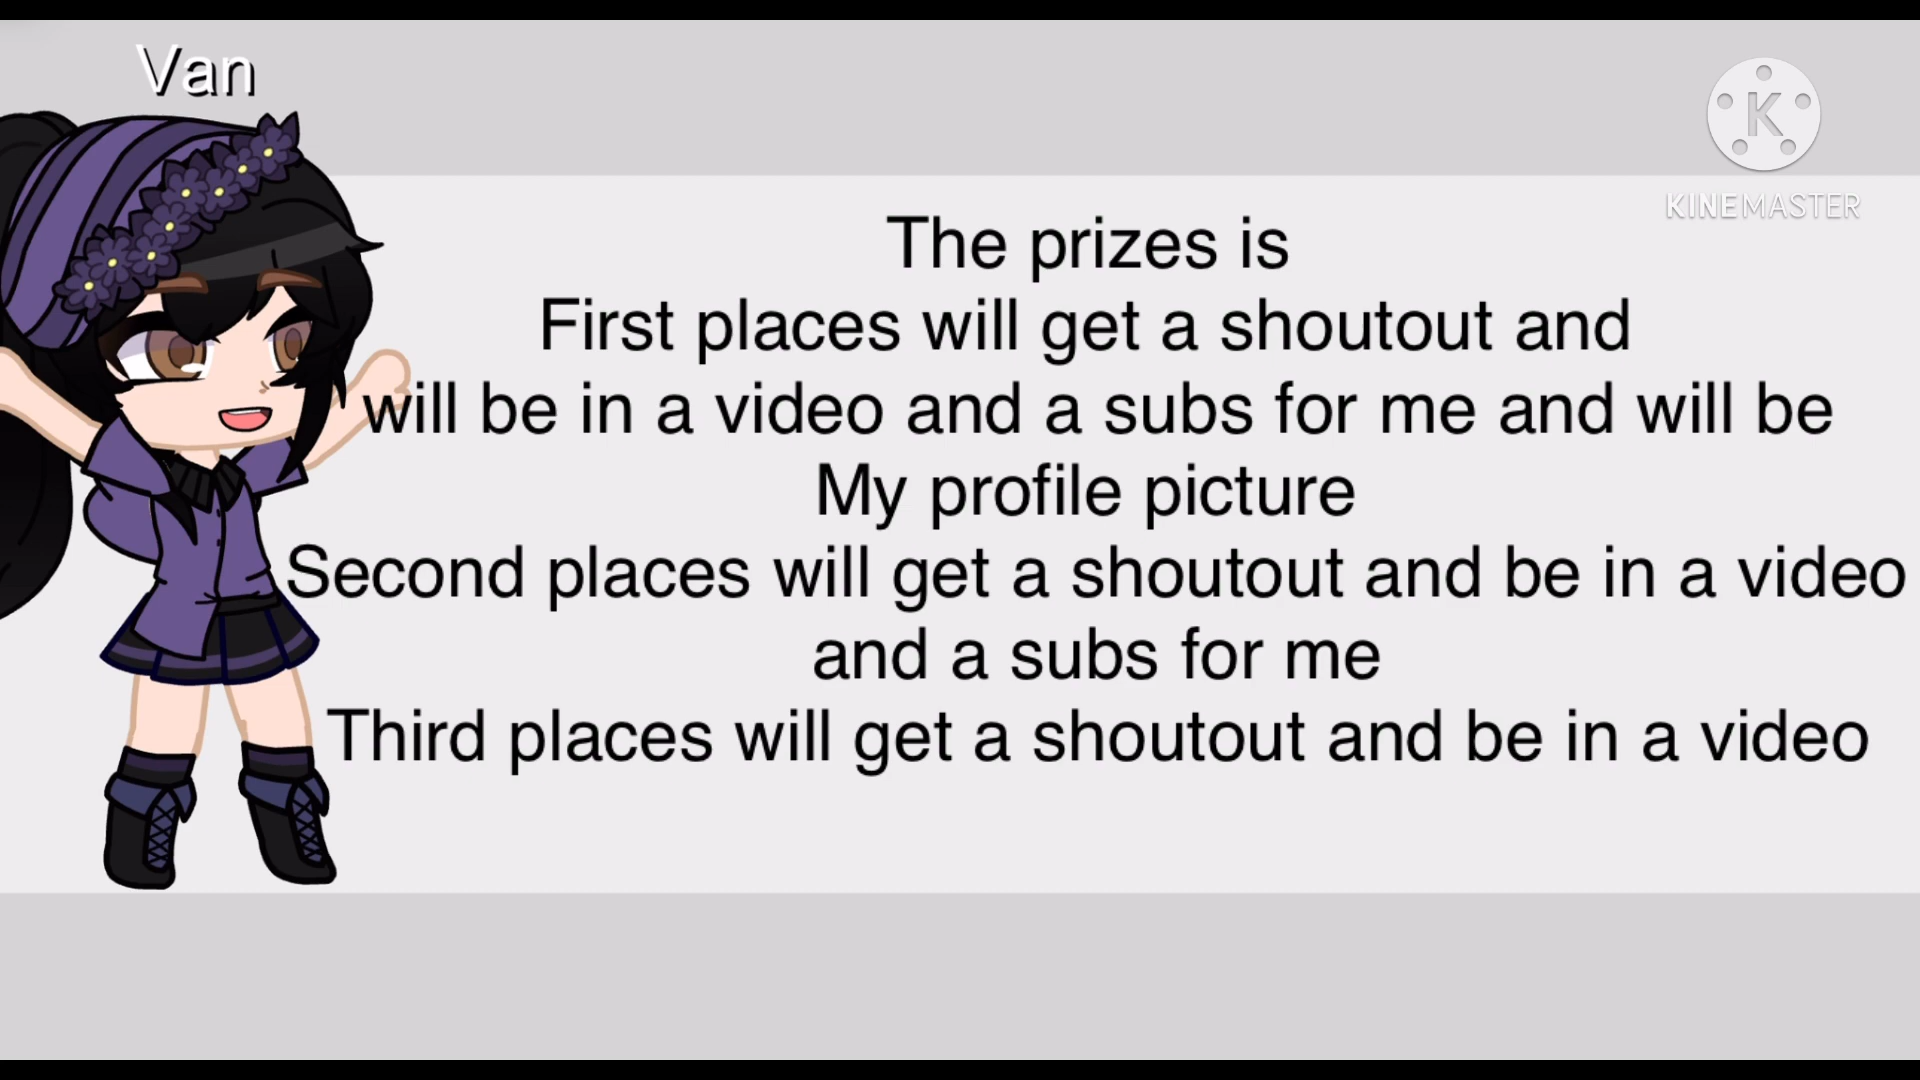 Van
K
KINEMASTER
The prizes is
First places will get a shoutout and
will be in a video and a subs for me and will be
My profile picture
Second places will get a shoutout and be in a video
and a subs for me
Third places will get a shoutout and be in a video